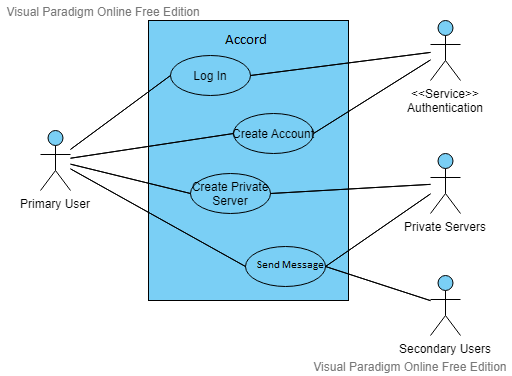 Visual Paradigm Online Free Edition
Accord
Log In
<<Service>>
Authentication
Create Account
Create Private
Server
Primary User
Private Servers
Send Message
Secondary Users
Visual Paradigm Online Free Edition